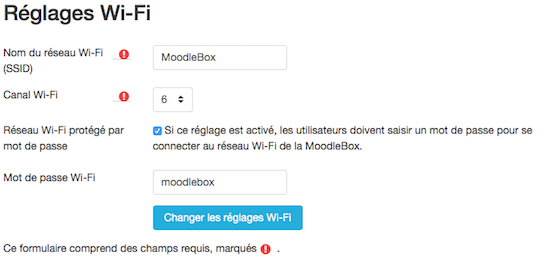 Réglages Wi-Fi
Nom du réseau Wi-Fi
(SSID)
MoodleBox
Canal Wi-Fi
6
Réseau Wi-Fi protégé par
mot de passe
Si ce réglage est activé, les utilisateurs doivent saisir un mot de passe pour se
connecter au réseau Wi-Fi de la MoodleBox.
Mot de passe Wi-Fi
moodlebox
Changer les réglages Wi-Fi
Ce formulaire comprend des champs requis, marqués .